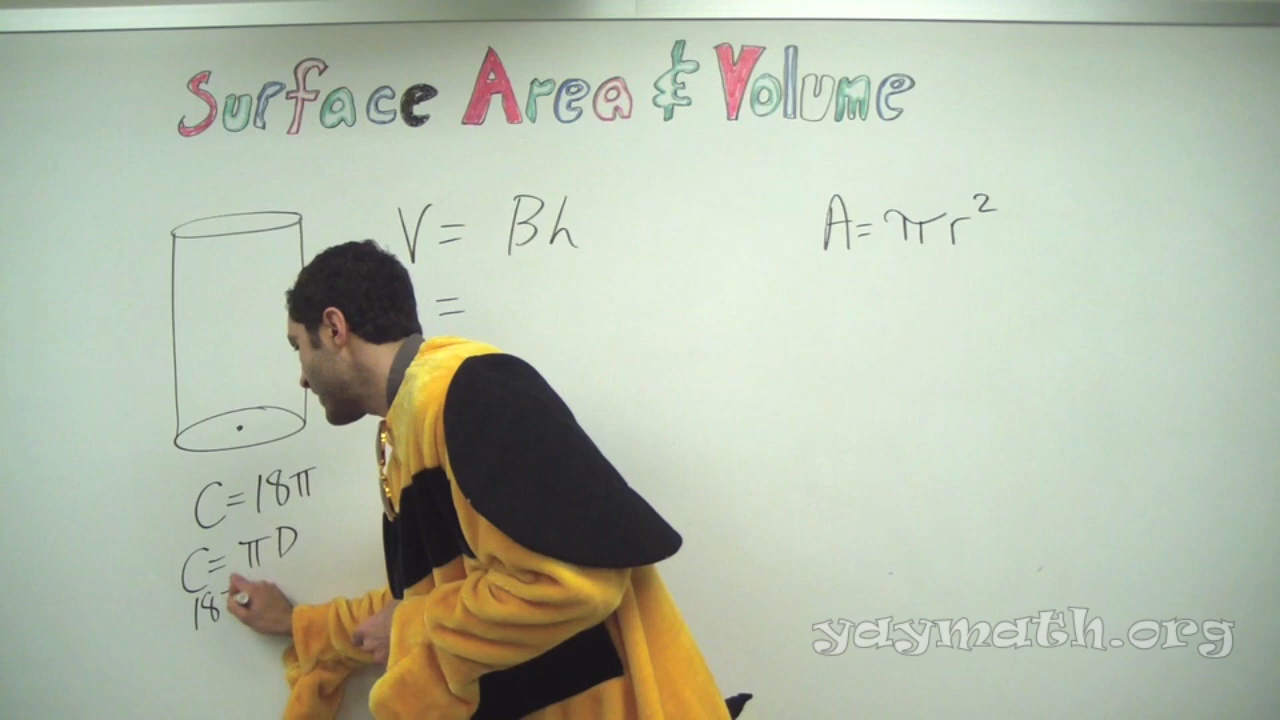 Surface Area & Volume
V = Bh
=
A = πr²
C = 18π
C = πD
18
yaymath.org